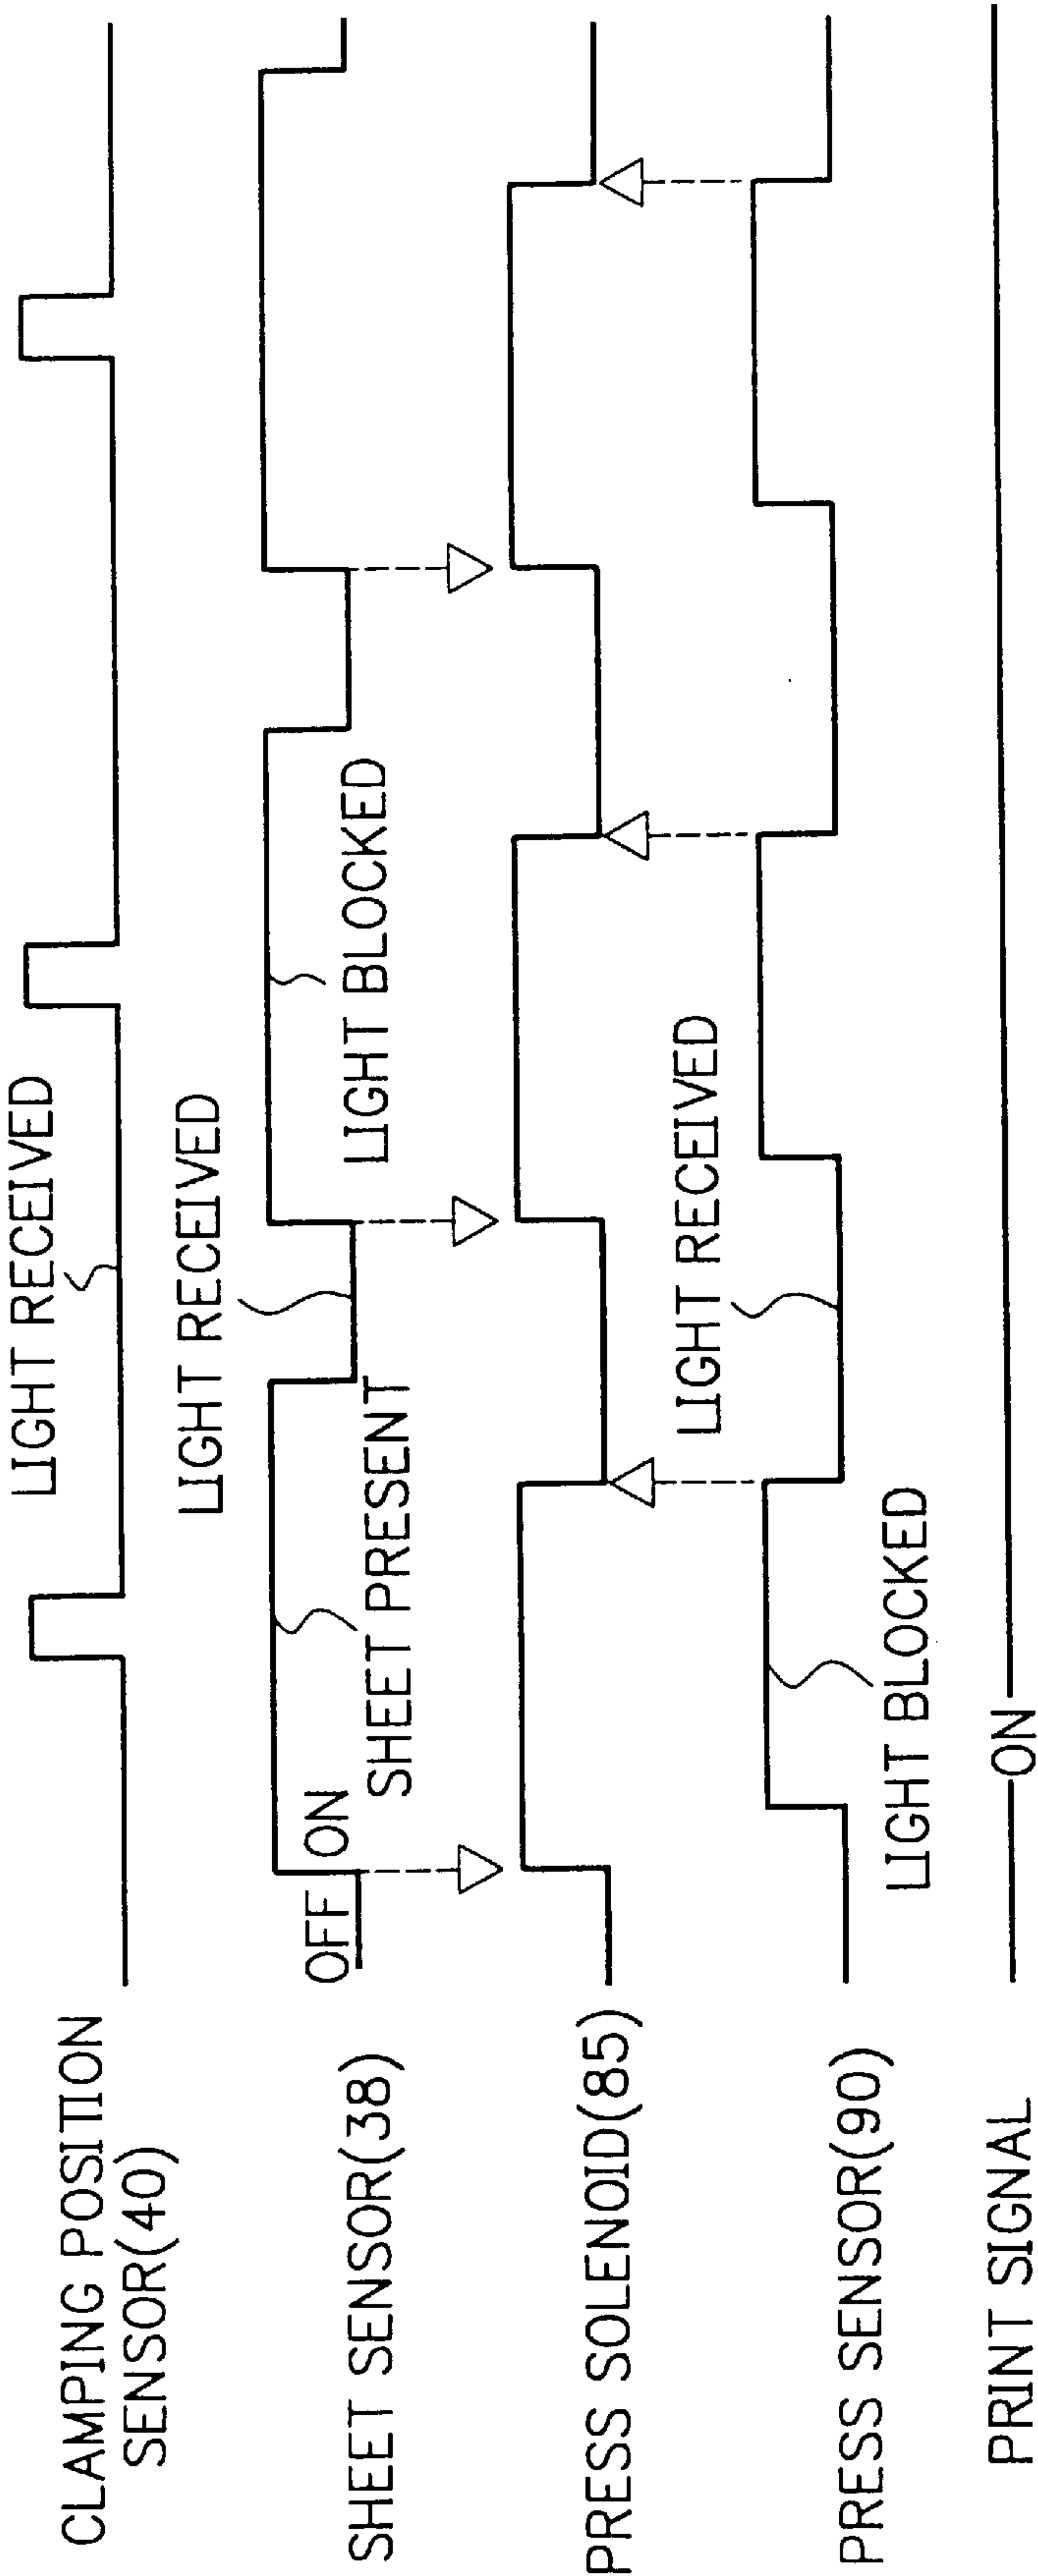 CLAMPING POSITION
SENSOR(40)
LIGHT RECEIVED
SHEET SENSOR(38)
OFF
ON
SHEET PRESENT
LIGHT RECEIVED
LIGHT BLOCKED
PRESS SOLENOID(85)
PRESS SENSOR(90)
LIGHT BLOCKED
LIGHT RECEIVED
PRINT SIGNAL
ON